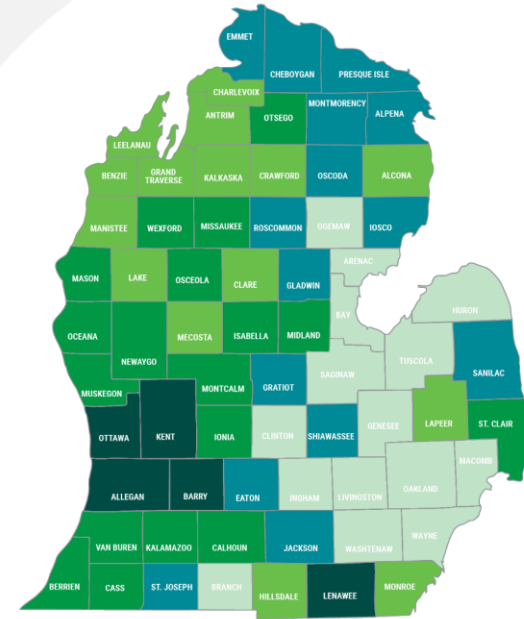 EMMET
CHEBOYGAN
PRESQUE ISLE
CHARLEVOIX
ANTRIM
OTSEGO
MONTMORENCY
ALPENA
LEELANAU
BENZIE
GRAND
TRAVERSE
KALKASKA
CRAWFORD
OSCODA
ALCONA
MANISTEE
WEXFORD
MISSAUKEE
ROSCOMMON
OGEMAW
IOSCO
ARENAC
MASON
LAKE
OSCEOLA
CLARE
GLADWIN
HURON
BAY
OCEANA
NEWAYGO
MECOSTA
ISABELLA
MIDLAND
TUSCOLA
SANILAC
SAGINAW
MUSKEGON
MONTCALM
GRATIOT
OTTAWA
KENT
IONIA
CLINTON
SHIAWASSEE
GENESEE
LAPEER
ST. CLAIR
MACOMB
ALLEGAN
BARRY
EATON
INGHAM
LIVINGSTON
OAKLAND
VAN BUREN
KALAMAZOO
CALHOUN
JACKSON
WASHTENAW
WAYNE
BERRIEN
CASS
ST. JOSEPH
BRANCH
HILLSDALE
LENAWEE
MONROE